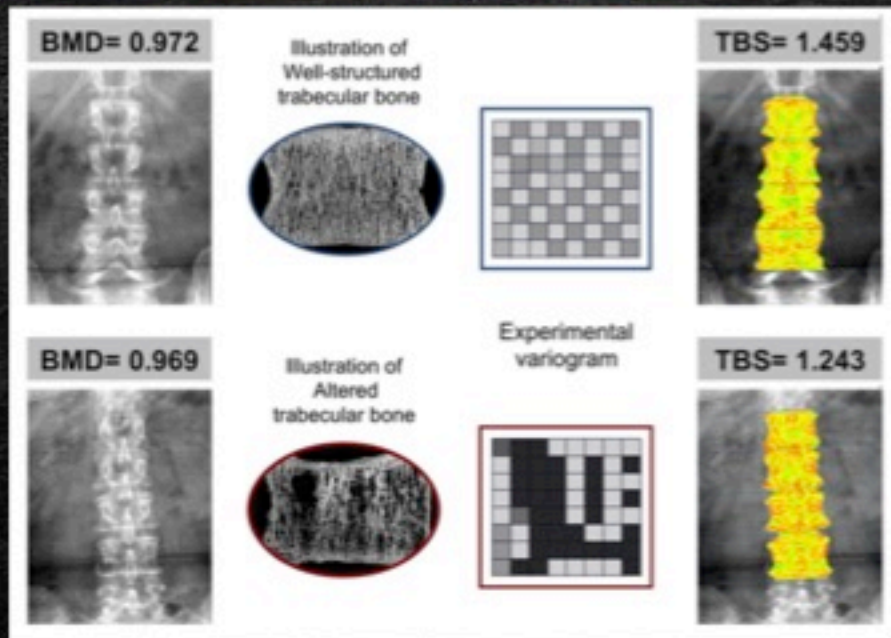 BMD= 0.972
Illustration of
Well-structured
trabecular bone
TBS= 1.459
Experimental
variogram
BMD= 0.969
Illustration of
Altered
trabecular bone
TBS= 1.243